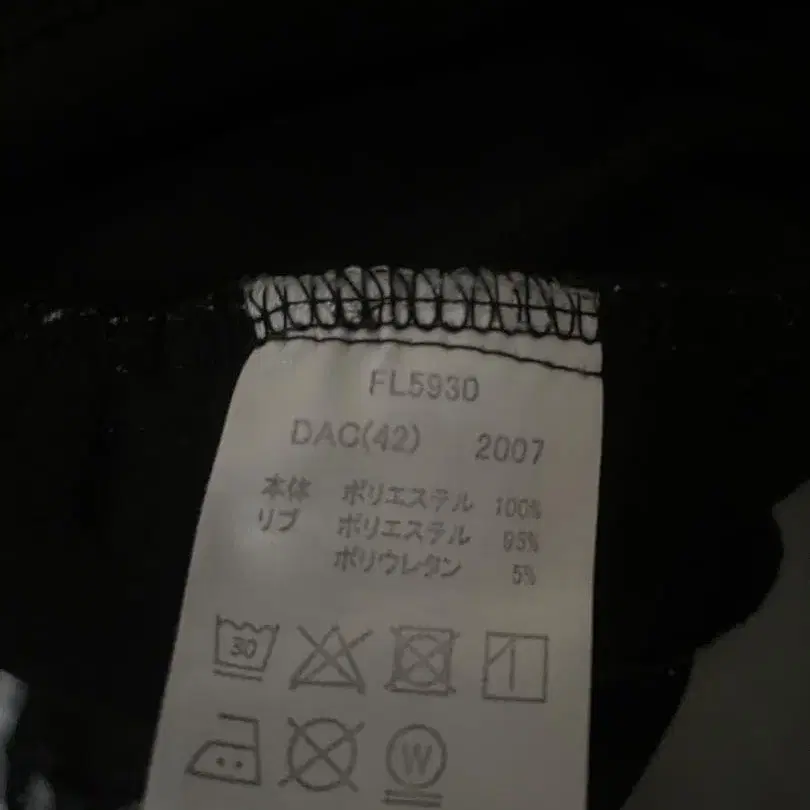 FL5930
DAC(42) 2007
本体 ポリエステル 100%
リブ ポリエステル 95%
ポリウレタン 5%
30
W